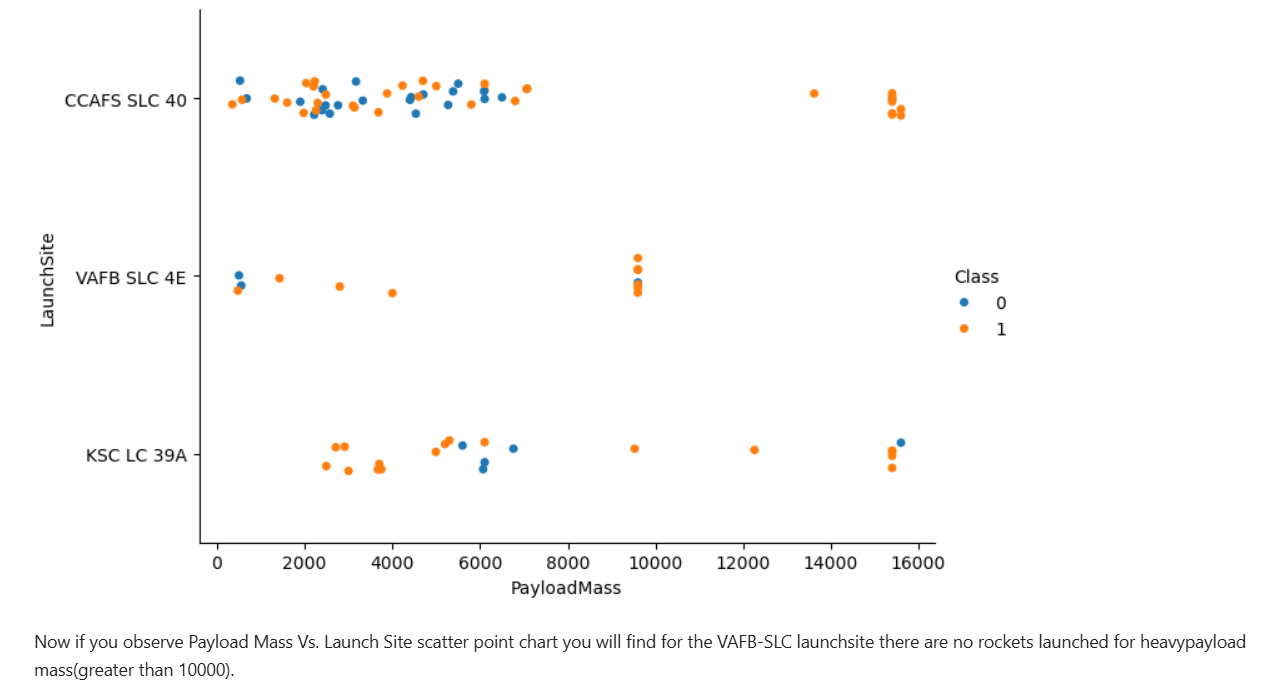 CCAFS SLC 40
VAFB SLC 4E
KSC LC 39A
LaunchSite
0 2000 4000 6000 8000 10000 12000 14000 16000
PayloadMass
Class
0
1
Now if you observe Payload Mass Vs. Launch Site scatter point chart you will find for the VAFB-SLC launchsite there are no rockets launched for heavypayload
mass(greater than 10000).